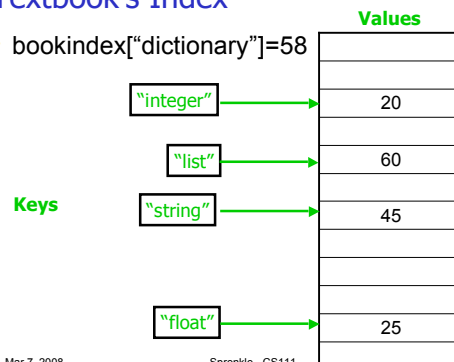 Textbook's Index
Values
bookindex["dictionary"]=58
"integer" 20
"list" 60
Keys "string" 45
"float" 25
Mar 7, 2008 Sprenkle - CS111